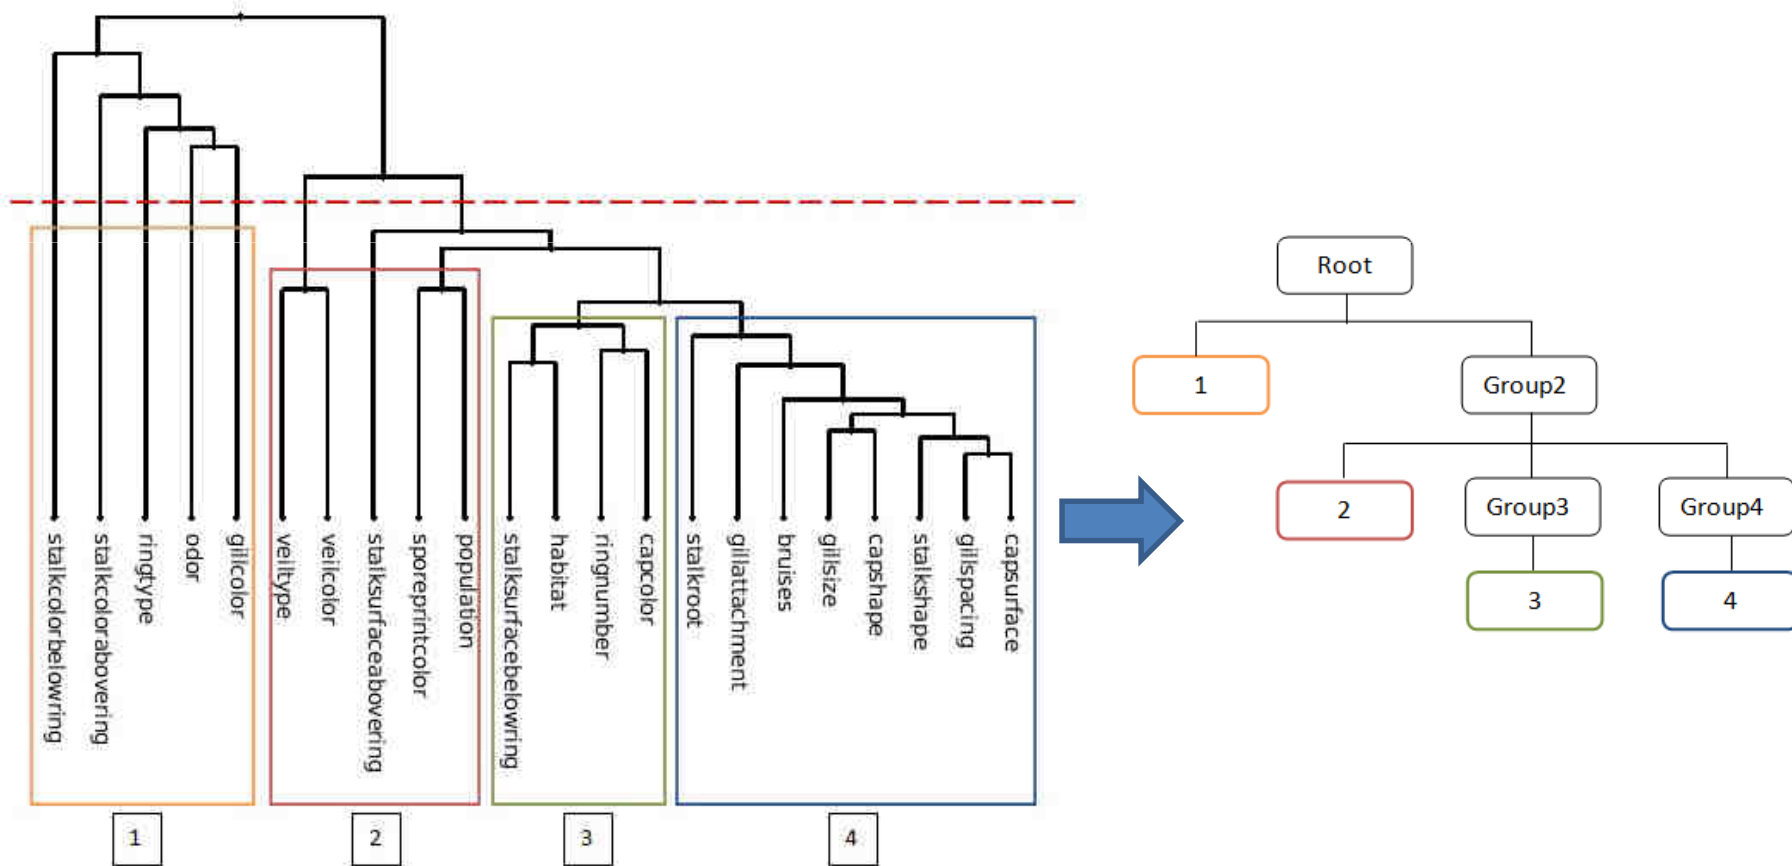 stalkcolorbelowring
stalkcolorabovering
ringtype
odor
gillcolor
veiltype
veilcolor
stalksurfaceabovering
sporeprintcolor
population
stalksurfacebelowring
habitat
ringnumber
capcolor
stalkroot
gillattachment
bruises
gillsize
capshape
stalkshape
gillspacing
capsurface
1
2
3
4
Root
1
Group2
2
Group3
Group4
3
4